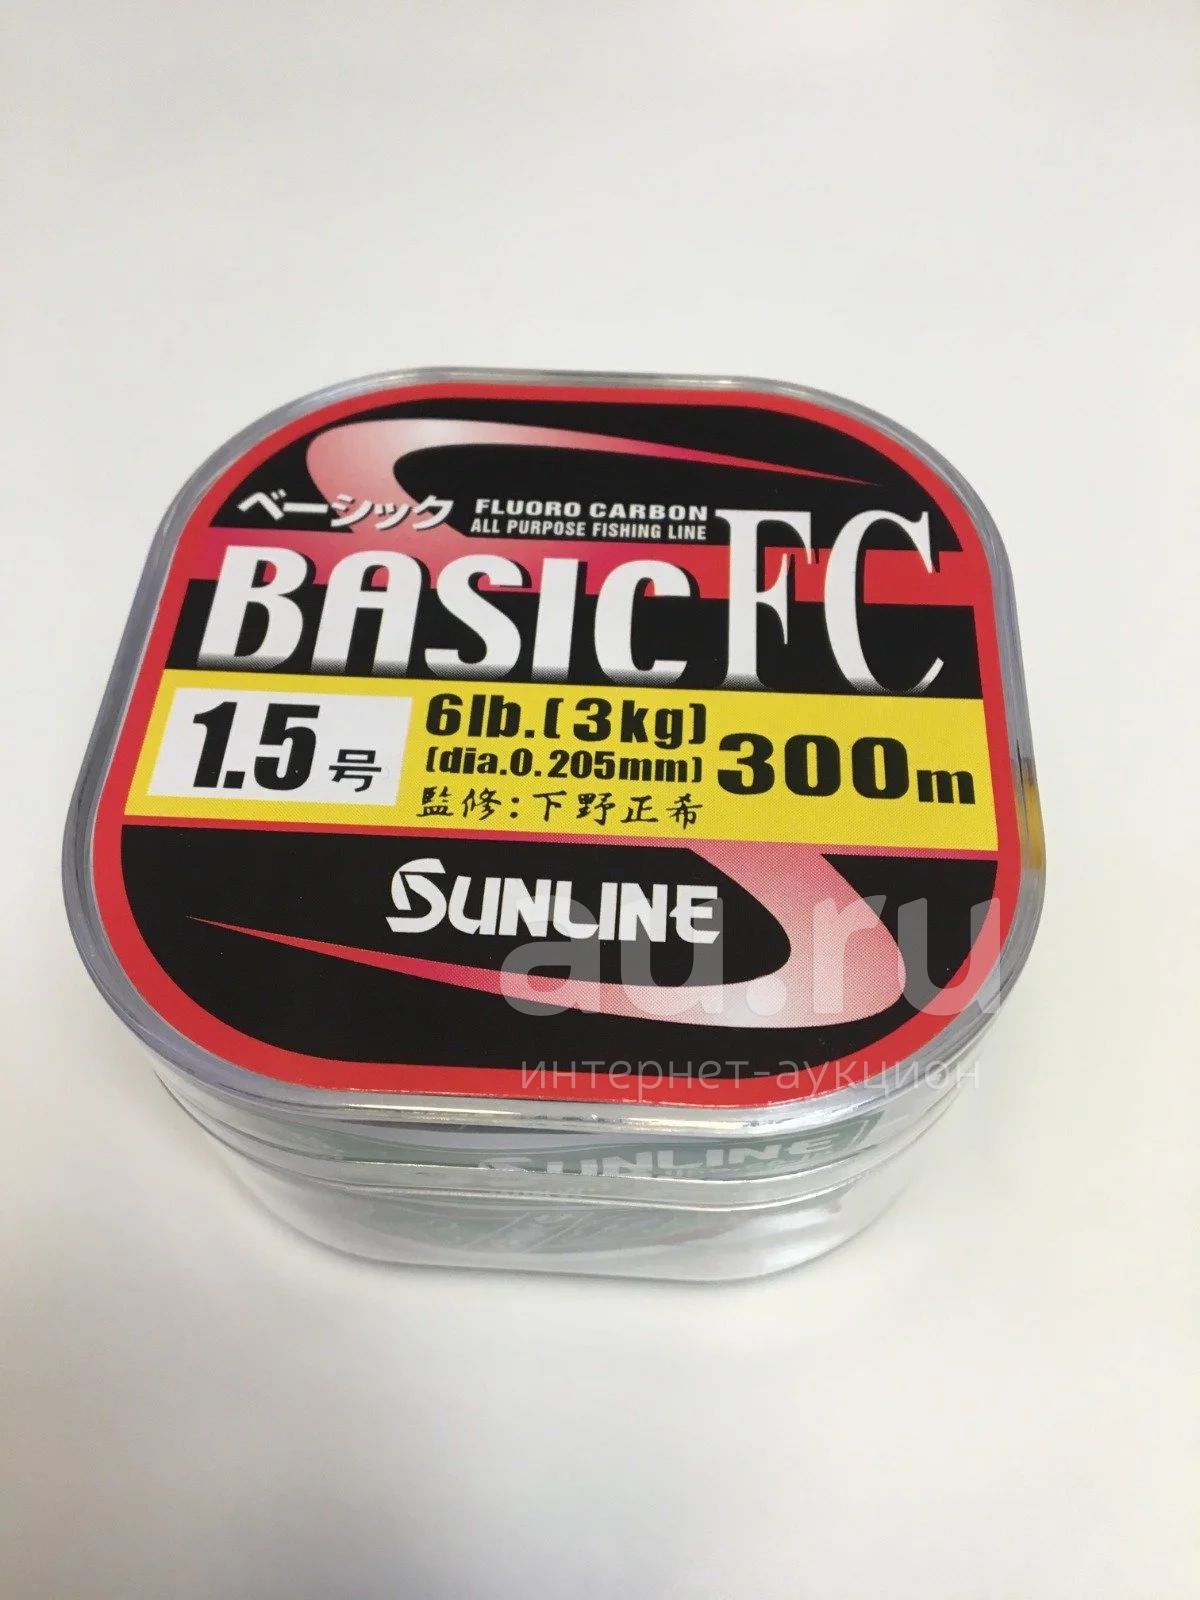 ベーシック
FLUORO CARBON
ALL PURPOSE FISHING LINE
BASIC FC
1.5号
6lb.(3kg)
(dia.0.205mm)
300m
監修:下野正希
SUNLINE
au.ru
интернет-аукцион
SUNLINE